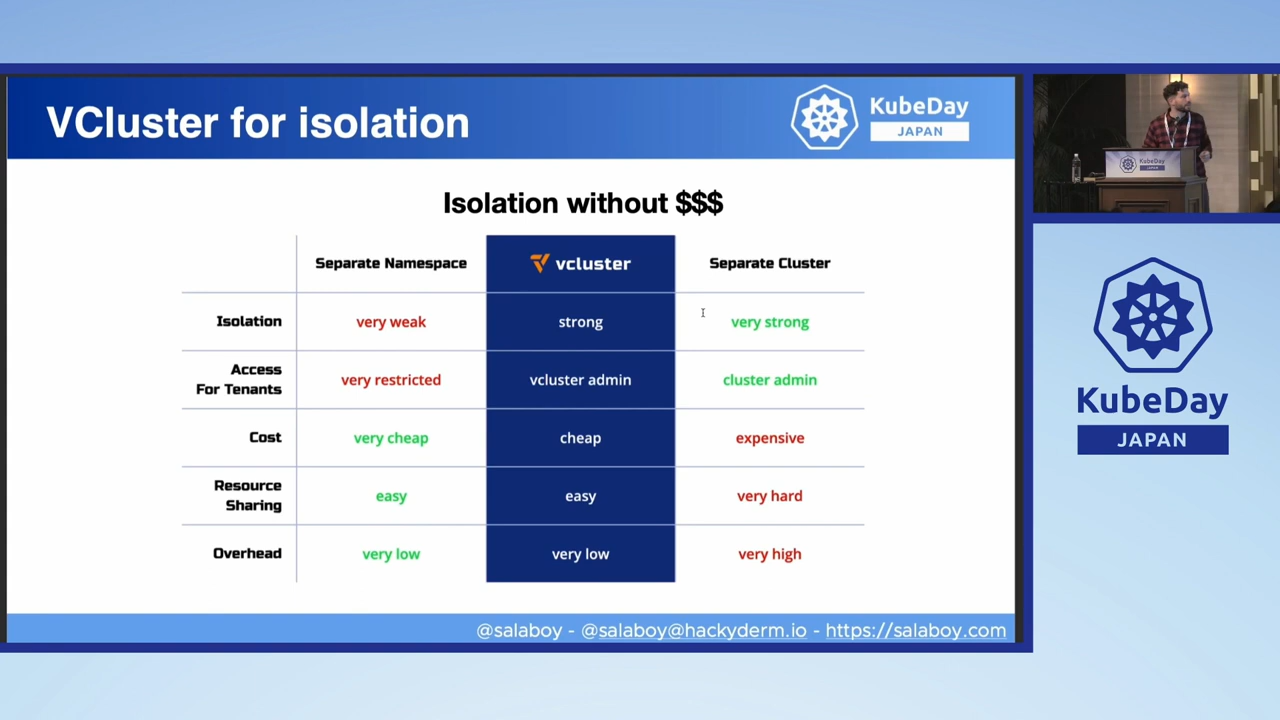 VCluster for isolation
KubeDay
JAPAN
Isolation without $$$
Separate Namespace
vcluster
Separate Cluster
Isolation
very weak
strong
very strong
Access
For Tenants
very restricted
vcluster admin
cluster admin
Cost
very cheap
cheap
expensive
Resource
Sharing
easy
easy
very hard
Overhead
very low
very low
very high
@salaboy - @salaboy@hackyderm.io - https://salaboy.com
KubeDay
JAPAN
KubeDay
JAPAN